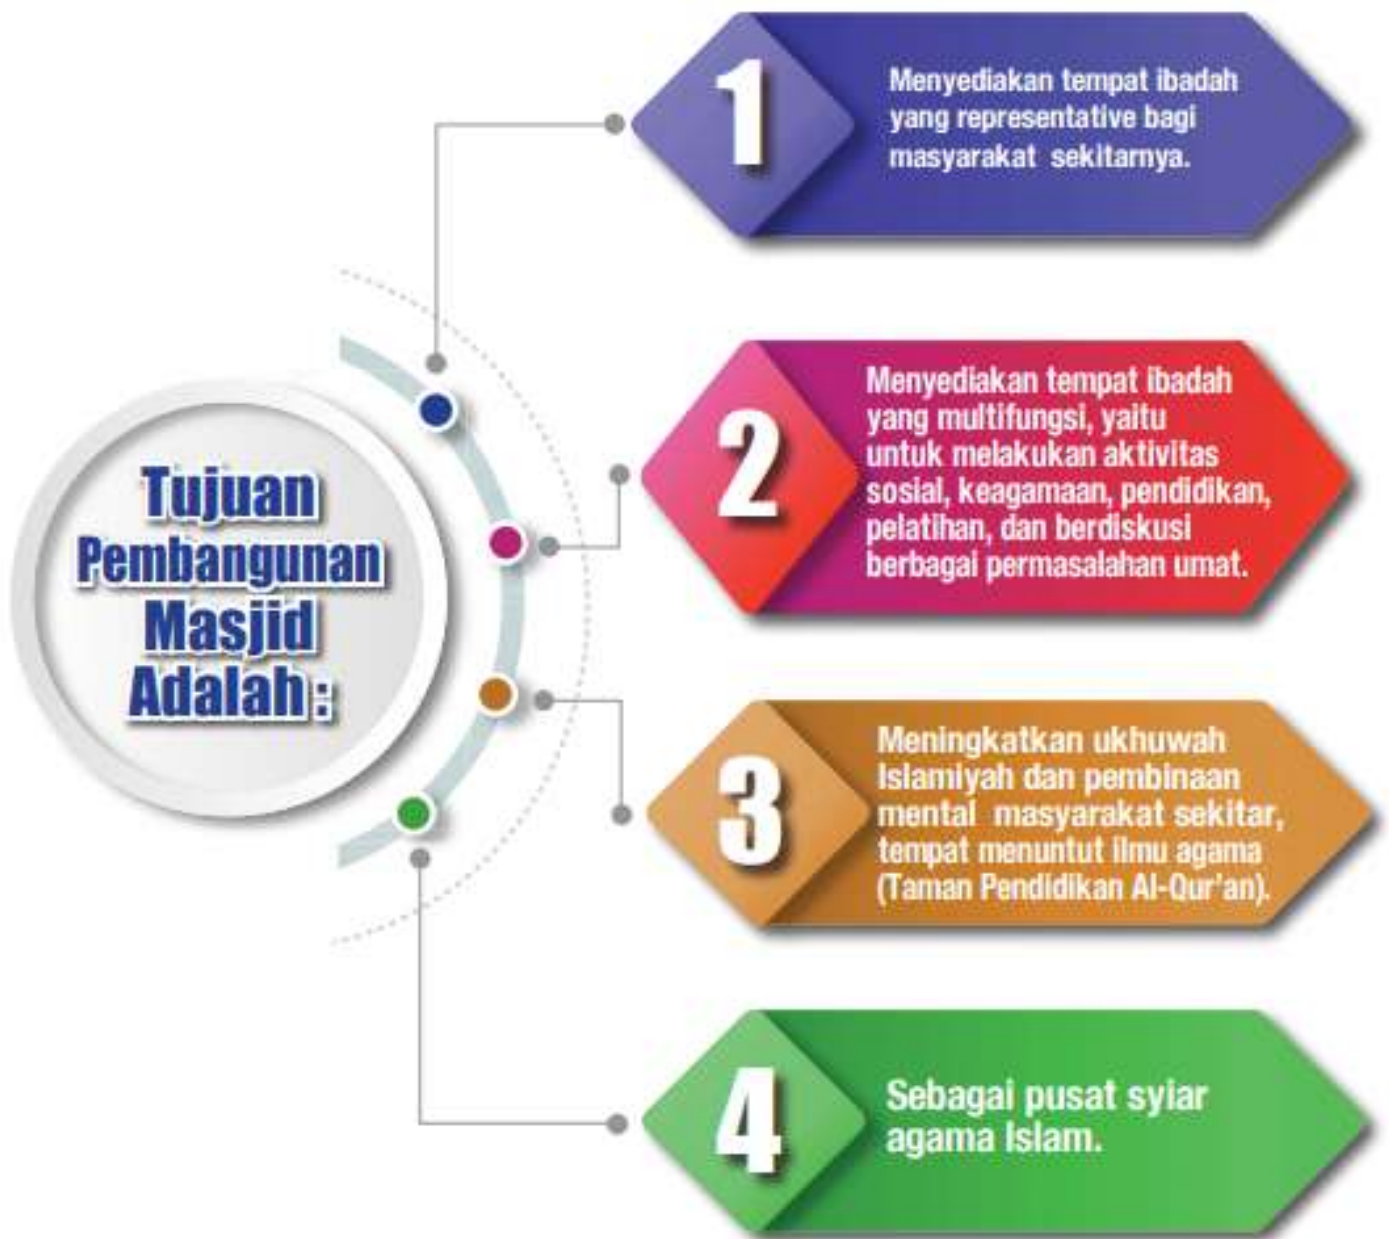 Tujuan
Pembangunan
Masjid
Adalah :
1
Menyediakan tempat ibadah
yang representative bagi
masyarakat sekitarnya.
2
Menyediakan tempat ibadah
yang multifungsi, yaitu
untuk melakukan aktivitas
sosial, keagamaan, pendidikan,
pelatihan, dan berdiskusi
berbagai permasalahan umat.
3
Meningkatkan ukhuwah
Islamiyah dan pembinaan
mental masyarakat sekitar,
tempat menuntut ilmu agama
(Taman Pendidikan Al-Qur'an).
4
Sebagai pusat syiar
agama Islam.